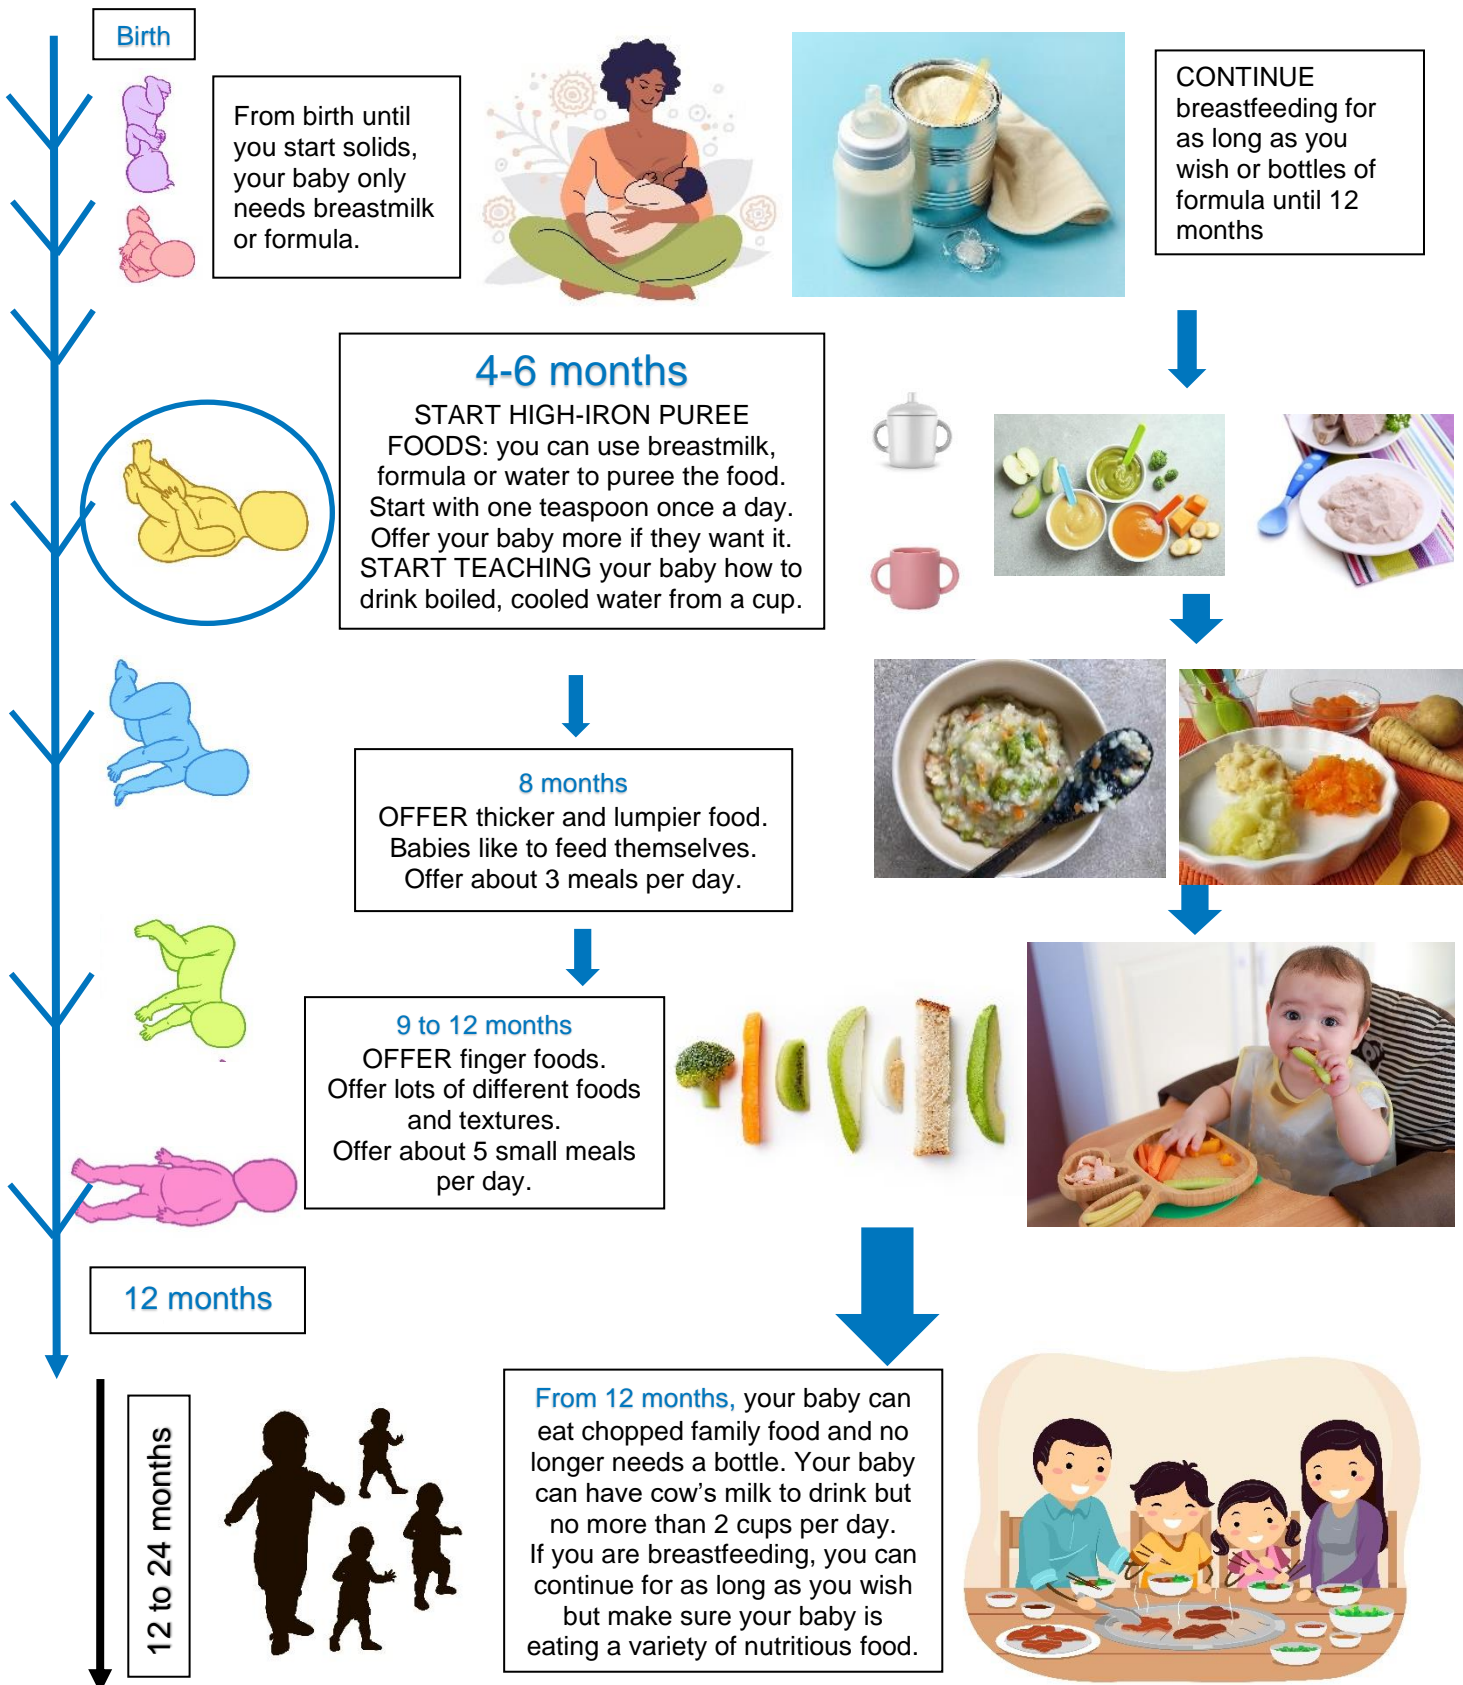 Birth
From birth until
you start solids,
your baby only
needs breastmilk
or formula.
CONTINUE
breastfeeding for
as long as you
wish or bottles of
formula until 12
months
4-6 months
START HIGH-IRON PUREE
FOODS: you can use breastmilk,
formula or water to puree the food.
Start with one teaspoon once a day.
Offer your baby more if they want it.
START TEACHING your baby how to
drink boiled, cooled water from a cup.
8 months
OFFER thicker and lumpier food.
Babies like to feed themselves.
Offer about 3 meals per day.
9 to 12 months
OFFER finger foods.
Offer lots of different foods
and textures.
Offer about 5 small meals
per day.
12 months
12 to 24 months
From 12 months, your baby can
eat chopped family food and no
longer needs a bottle. Your baby
can have cow’s milk to drink but
no more than 2 cups per day.
If you are breastfeeding, you can
continue for as long as you wish
but make sure your baby is
eating a variety of nutritious food.